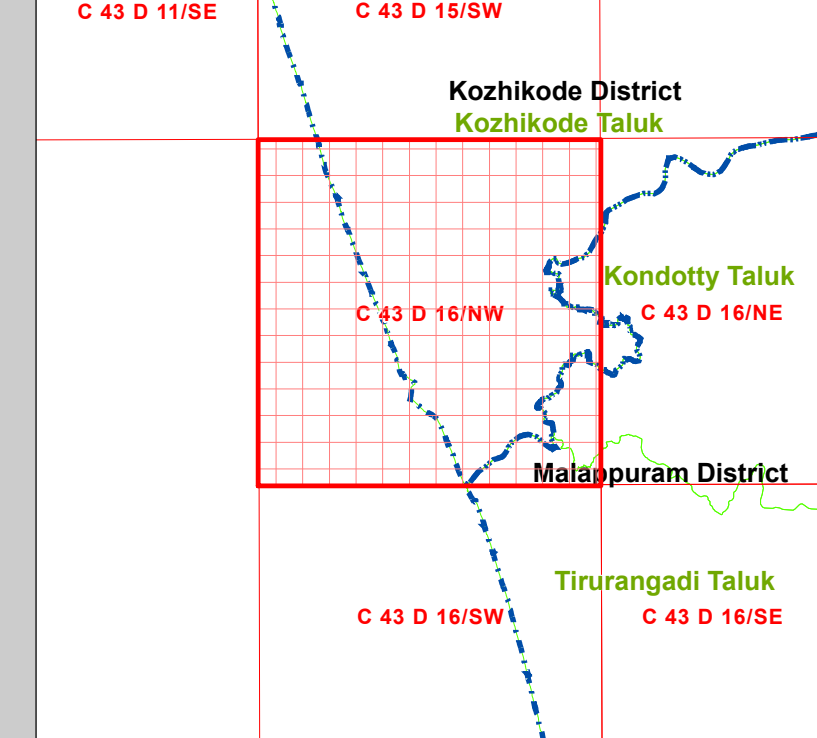 C 43 D 11/SE
C 43 D 15/SW
Kozhikode District
Kozhikode Taluk
Kondotty Taluk
C 43 D 16/NW
C 43 D 16/NE
Malappuram District
Tirurangadi Taluk
C 43 D 16/SW
C 43 D 16/SE